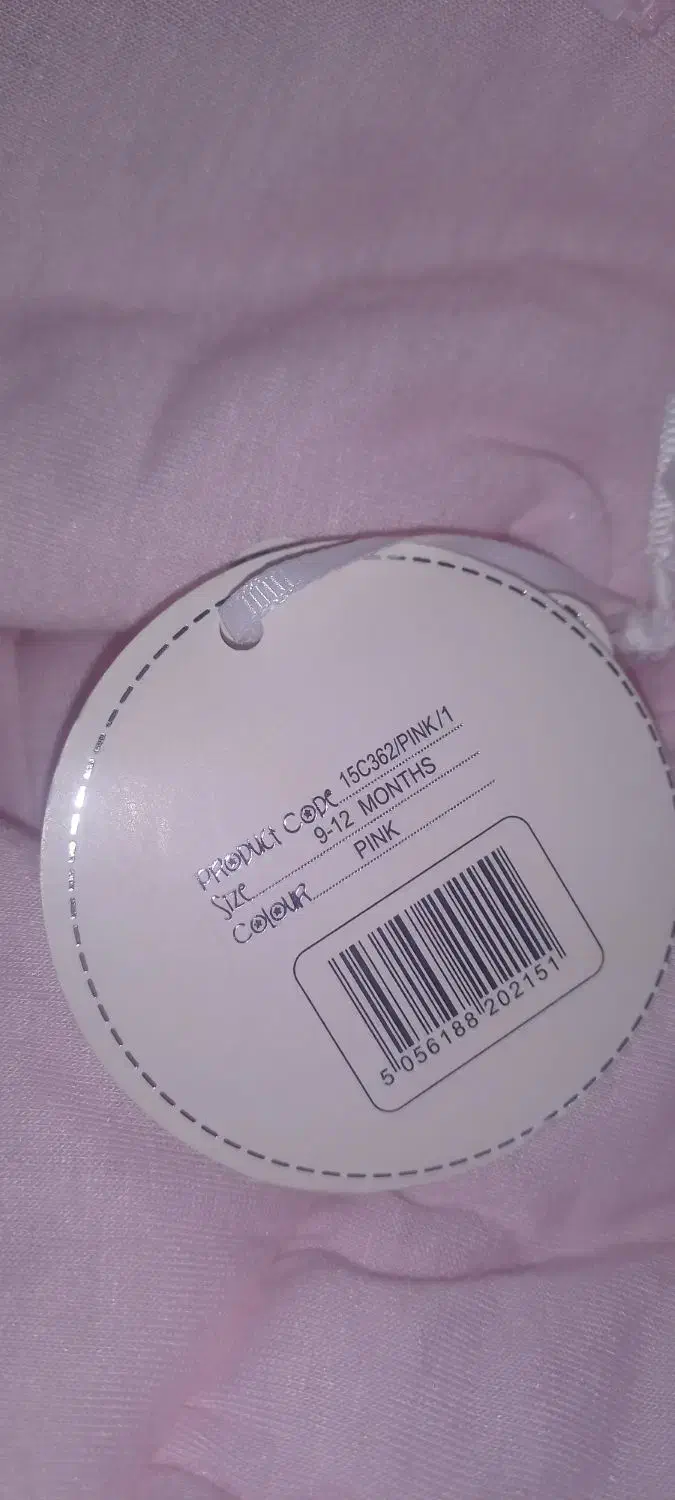 PRODUCT CODE 15C362/PINK/1
Size 9-12 MONTHS
COLOUR PINK
5 056188 202151